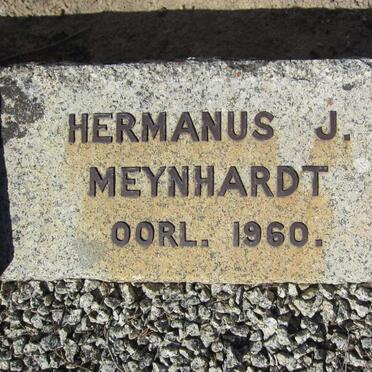 HERMANUS J.
MEYNHARDT
OORL. 1960.